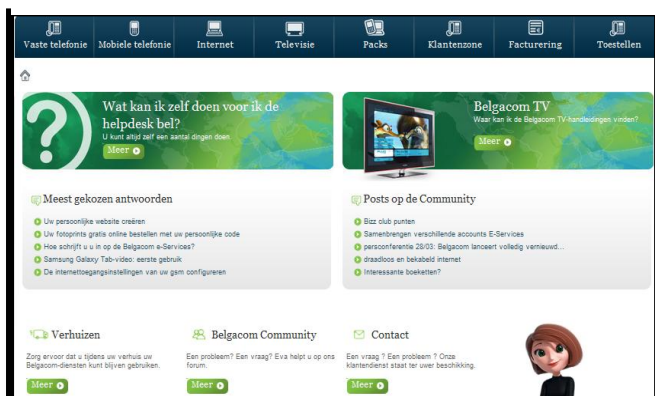 Vaste telefonie Mobiele telefonie Internet Televisie Packs Klantenzone Facturering Toestellen
Wat kan ik zelf doen voor ik de
helpdesk bel?
U kunt altijd zelf een aantal dingen doen.
Meer
Belgacom TV
Waar kan ik de Belgacom TV-handleidingen vinden?
Meer
Meest gekozen antwoorden
Uw persoonlijke website creëren
Uw fotoprints gratis online bestellen met uw persoonlijke code
Hoe schrijft u u in op de Belgacom e-Services?
Samsung Galaxy Tab-video: eerste gebruik
De internettoegangsinstellingen van uw gsm configureren
Posts op de Community
Bizz club punten
Samenbrengen verschillende accounts E-Services
persconferentie 28/03: Belgacom lanceert volledig vernieuwd...
draadloos en bekabeld internet
Interessante boeketten?
Verhuizen
Zorg ervoor dat u tijdens uw verhuis uw
Belgacom-diensten kunt blijven gebruiken.
Meer
Belgacom Community
Een probleem? Een vraag? Eva helpt u op ons
forum.
Meer
Contact
Een vraag ? Een probleem ? Onze
klantendienst staat ter uwer beschikking.
Meer